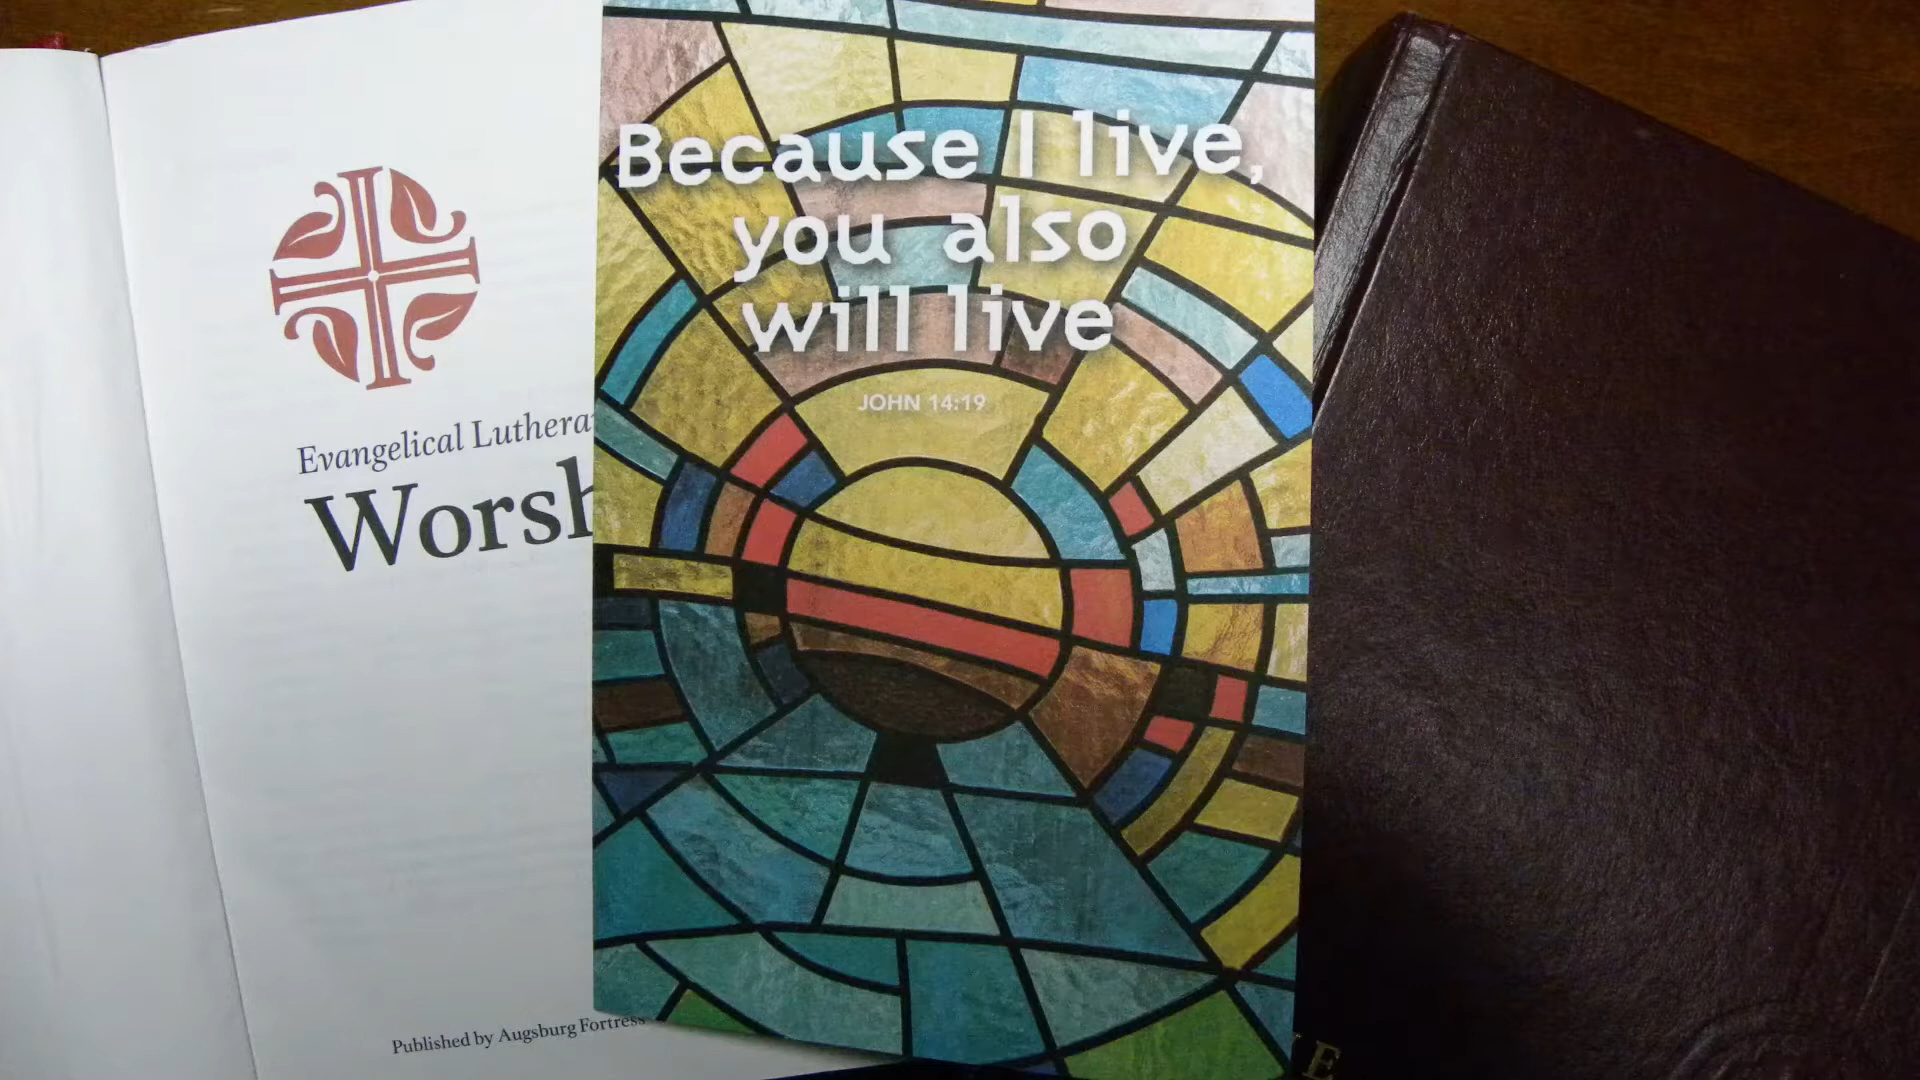 Evangelical Luthera
Worsh
Published by Augsburg Fortress
Because I live,
you also
will live
JOHN 14:19
E